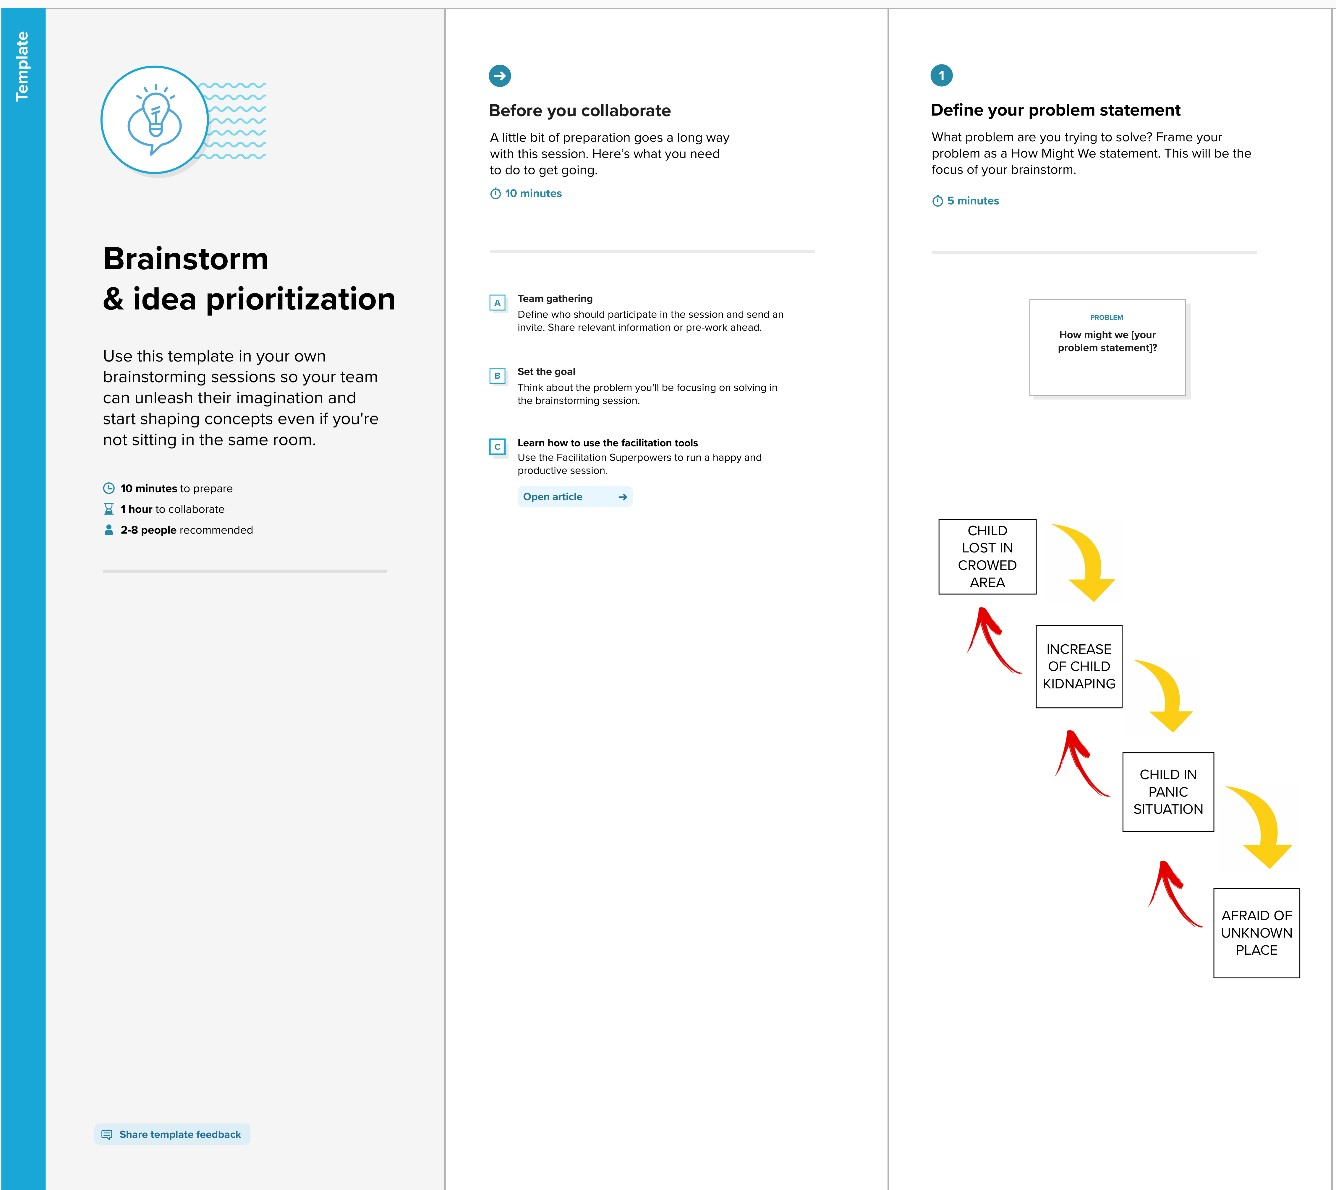 Template
Brainstorm
& idea prioritization
Use this template in your own
brainstorming sessions so your team
can unleash their imagination and
start shaping concepts even if you're
not sitting in the same room.
10 minutes to prepare
1 hour to collaborate
2-8 people recommended
Share template feedback
Before you collaborate
A little bit of preparation goes a long way
with this session. Here's what you need
to do to get going.
10 minutes
A
Team gathering
Define who should participate in the session and send an
invite. Share relevant information or pre-work ahead.
B
Set the goal
Think about the problem you'll be focusing on solving in
the brainstorming session.
C
Learn how to use the facilitation tools
Use the Facilitation Superpowers to run a happy and
productive session.
Open article
1
Define your problem statement
What problem are you trying to solve? Frame your
problem as a How Might We statement. This will be the
focus of your brainstorm.
5 minutes
PROBLEM
How might we [your
problem statement]?
CHILD
LOST IN
CROWED
AREA
INCREASE
OF CHILD
KIDNAPING
CHILD IN
PANIC
SITUATION
AFRAID OF
UNKNOWN
PLACE